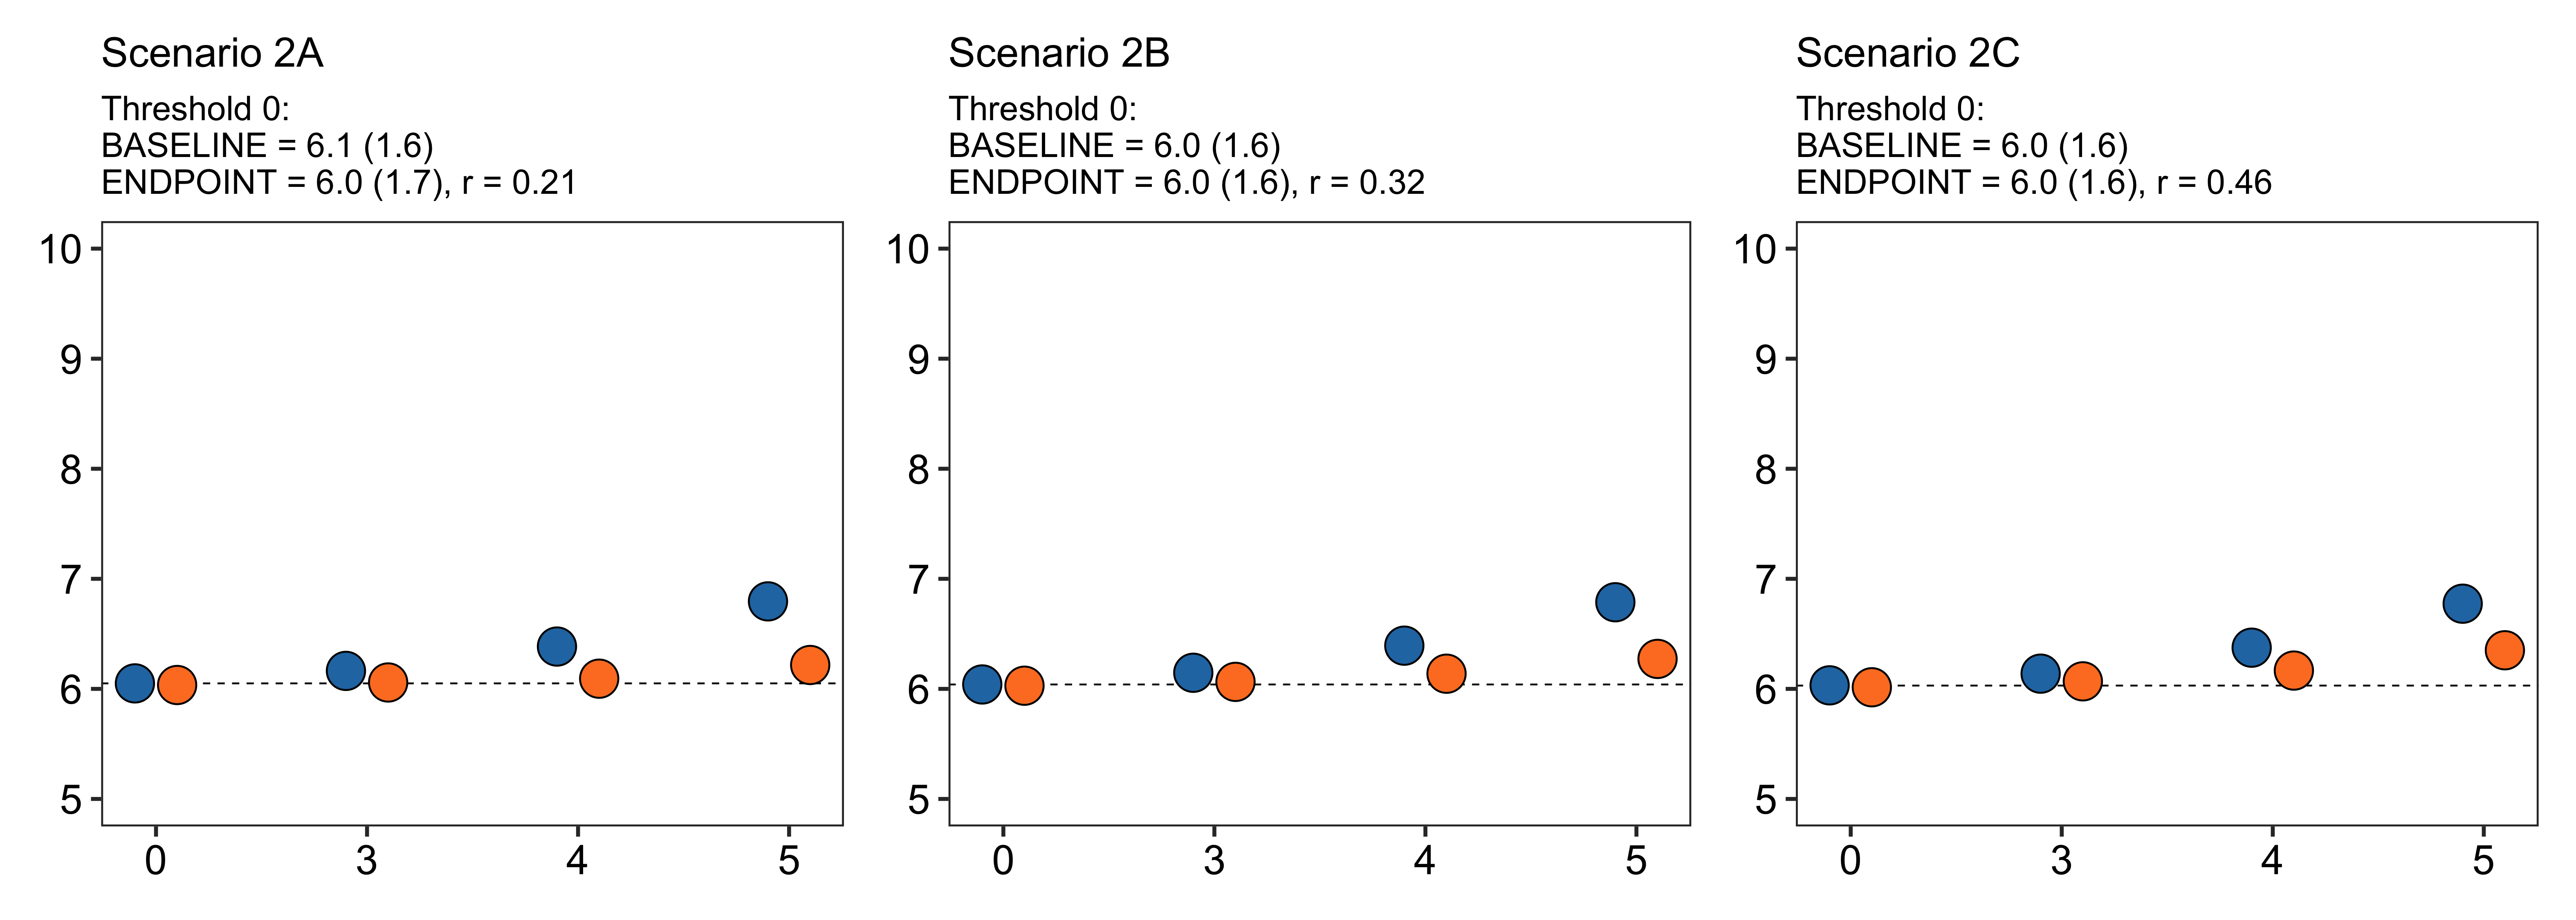 Scenario 2A
Threshold 0:
BASELINE = 6.1 (1.6)
ENDPOINT = 6.0 (1.7), r = 0.21
10
9
8
7
6
5
0 3 4 5
Scenario 2B
Threshold 0:
BASELINE = 6.0 (1.6)
ENDPOINT = 6.0 (1.6), r = 0.32
10
9
8
7
6
5
0 3 4 5
Scenario 2C
Threshold 0:
BASELINE = 6.0 (1.6)
ENDPOINT = 6.0 (1.6), r = 0.46
10
9
8
7
6
5
0 3 4 5